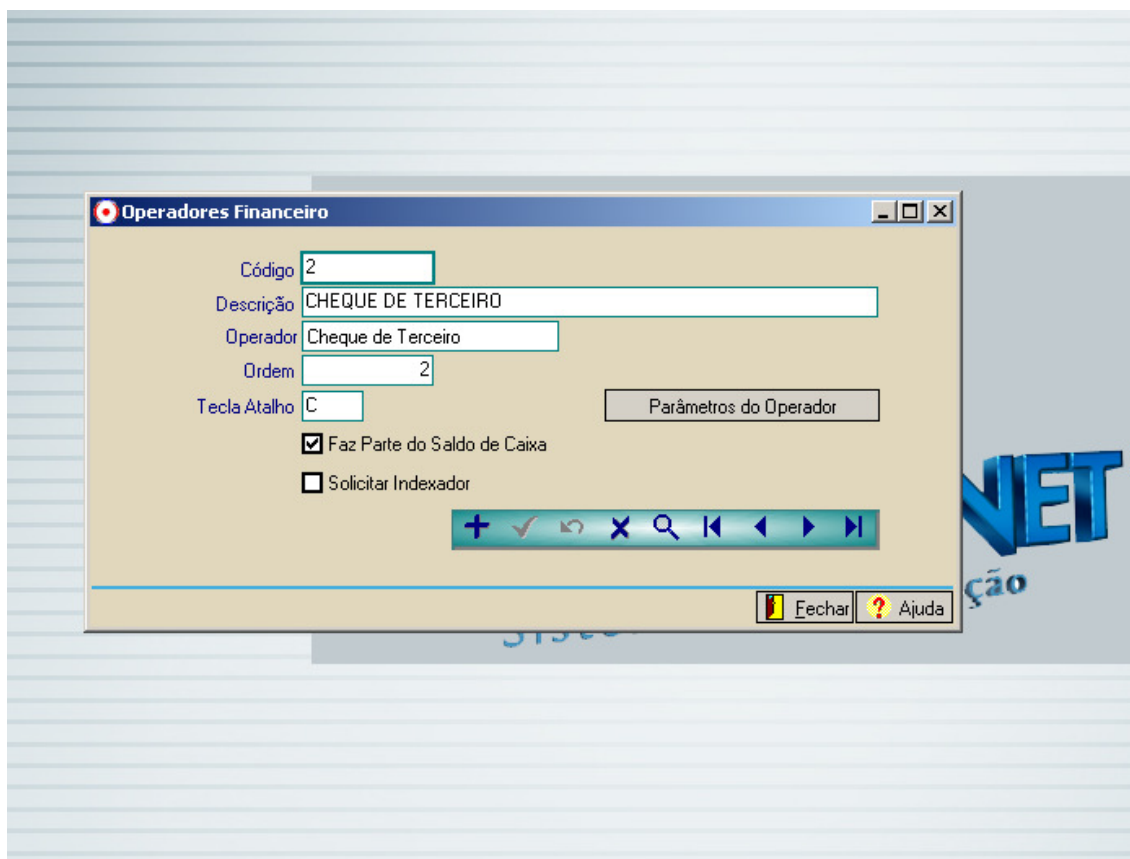 Operadores Financeiro
Código 2
Descrição CHEQUE DE TERCEIRO
Operador Cheque de Terceiro
Ordem 2
Tecla Atalho C
Parâmetros do Operador
Faz Parte do Saldo de Caixa
Solicitar Indexador
NET
ção
Fechar
? Ajuda